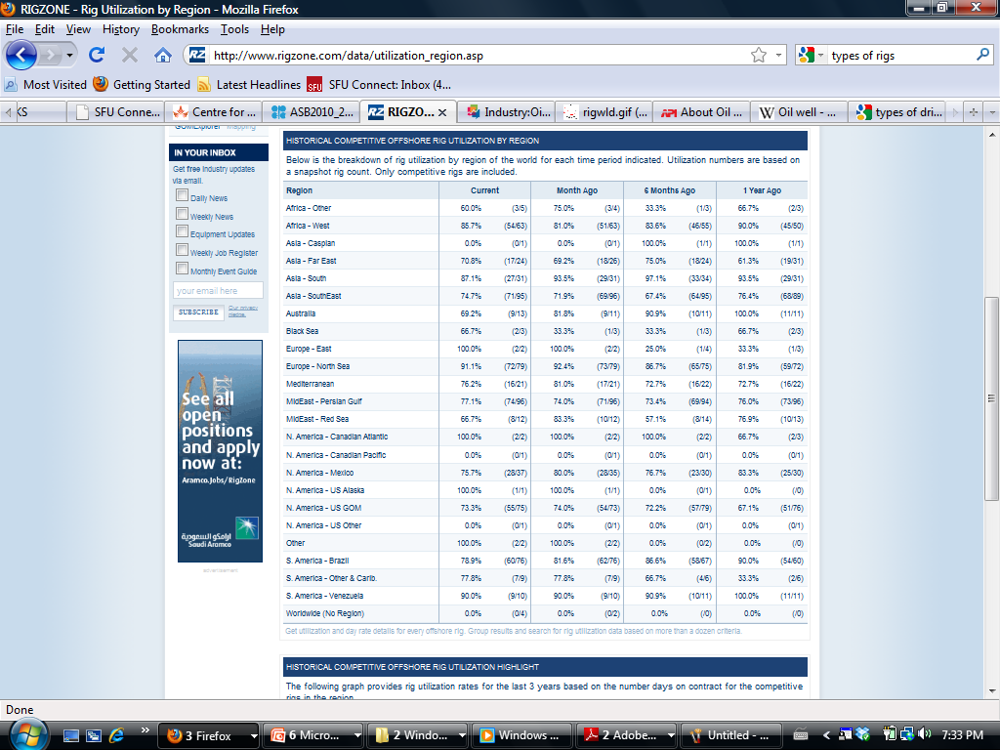 RIGZONE - Rig Utilization by Region - Mozilla Firefox
File Edit View History Bookmarks Tools Help
RZ http://www.rigzone.com/data/utilization_region.asp types of rigs
Most Visited Getting Started Latest Headlines SFU SFU Connect: Inbox (4...
KS SFU Conne... Centre for ... ASB2010_2... RZ RIGZO... Industry:Oi... rigwld.gif (... API About Oil ... W Oil well - ... types of dri...
GOMExplorer Mapping
IN YOUR INBOX
Get free industry updates
via email.
Daily News
Weekly News
Equipment Updates
Weekly Job Register
Monthly Event Guide
your email here
SUBSCRIBE Our privacy
pledge.
See all
open
positions
and apply
now at:
Aramco.Jobs/RigZone
أرامكو السعودية
Saudi Aramco
advertisement
HISTORICAL COMPETITIVE OFFSHORE RIG UTILIZATION BY REGION
Below is the breakdown of rig utilization by region of the world for each time period indicated. Utilization numbers are based on
a snapshot rig count. Only competitive rigs are included.
Region Current Month Ago 6 Months Ago 1 Year Ago
Africa - Other 60.0% (3/5) 75.0% (3/4) 33.3% (1/3) 66.7% (2/3)
Africa - West 85.7% (54/63) 81.0% (51/63) 83.6% (46/55) 90.0% (45/50)
Asia - Caspian 0.0% (0/1) 0.0% (0/1) 100.0% (1/1) 100.0% (1/1)
Asia - Far East 70.8% (17/24) 69.2% (18/26) 75.0% (18/24) 61.3% (19/31)
Asia - South 87.1% (27/31) 93.5% (29/31) 97.1% (33/34) 93.5% (29/31)
Asia - SouthEast 74.7% (71/95) 71.9% (69/96) 67.4% (64/95) 76.4% (68/89)
Australia 69.2% (9/13) 81.8% (9/11) 90.9% (10/11) 100.0% (11/11)
Black Sea 66.7% (2/3) 33.3% (1/3) 33.3% (1/3) 66.7% (2/3)
Europe - East 100.0% (2/2) 100.0% (2/2) 25.0% (1/4) 33.3% (1/3)
Europe - North Sea 91.1% (72/79) 92.4% (73/79) 86.7% (65/75) 81.9% (59/72)
Mediterranean 76.2% (16/21) 81.0% (17/21) 72.7% (16/22) 72.7% (16/22)
MidEast - Persian Gulf 77.1% (74/96) 74.0% (71/96) 73.4% (69/94) 76.0% (73/96)
MidEast - Red Sea 66.7% (8/12) 83.3% (10/12) 57.1% (8/14) 76.9% (10/13)
N. America - Canadian Atlantic 100.0% (2/2) 100.0% (2/2) 100.0% (2/2) 66.7% (2/3)
N. America - Canadian Pacific 0.0% (0/1) 0.0% (0/1) 0.0% (0/1) 0.0% (0/1)
N. America - Mexico 75.7% (28/37) 80.0% (28/35) 76.7% (23/30) 83.3% (25/30)
N. America - US Alaska 100.0% (1/1) 100.0% (1/1) 0.0% (0/1) 0.0% (/0)
N. America - US GOM 73.3% (55/75) 74.0% (54/73) 72.2% (57/79) 67.1% (51/76)
N. America - US Other 0.0% (0/1) 0.0% (0/1) 0.0% (0/1) 0.0% (0/1)
Other 100.0% (2/2) 100.0% (2/2) 0.0% (0/2) 0.0% (/0)
S. America - Brazil 78.9% (60/76) 81.6% (62/76) 86.6% (58/67) 90.0% (54/60)
S. America - Other & Carib. 77.8% (7/9) 77.8% (7/9) 66.7% (4/6) 33.3% (2/6)
S. America - Venezuela 90.0% (9/10) 90.0% (9/10) 90.9% (10/11) 100.0% (11/11)
Worldwide (No Region) 0.0% (0/4) 0.0% (0/2) 0.0% (/0) 0.0% (/0)
Get utilization and day rate details for every offshore rig. Group results and search for rig utilization data based on more than a dozen criteria.
HISTORICAL COMPETITIVE OFFSHORE RIG UTILIZATION HIGHLIGHT
The following graph provides rig utilization rates for the last 3 years based on the number days on contract for the competitive
rigs in the region.
Done
3 Firefox 6 Micro... 2 Windo... Windows ... 2 Adobe... Untitled - ... 7:33 PM